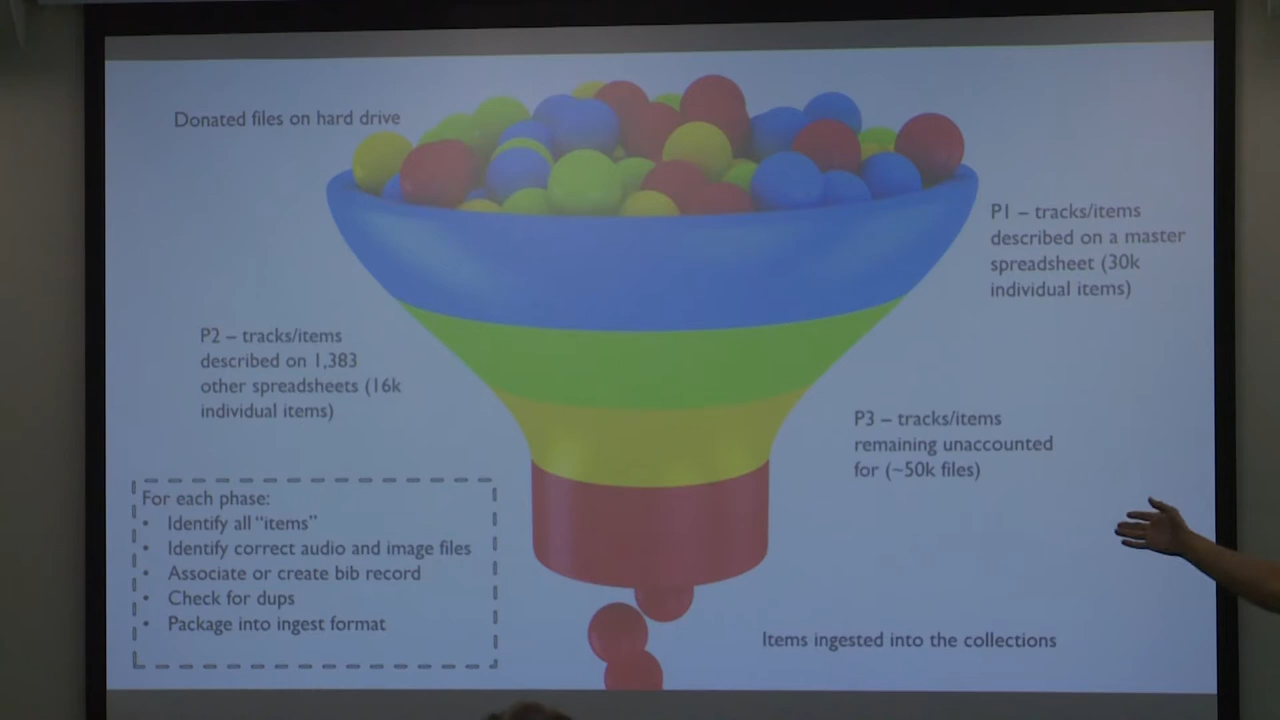 Donated files on hard drive
P1 – tracks/items
described on a master
spreadsheet (30k
individual items)
P2 – tracks/items
described on 1,383
other spreadsheets (16k
individual items)
P3 – tracks/items
remaining unaccounted
for (~50k files)
For each phase:
• Identify all “items”
• Identify correct audio and image files
• Associate or create bib record
• Check for dups
• Package into ingest format
Items ingested into the collections